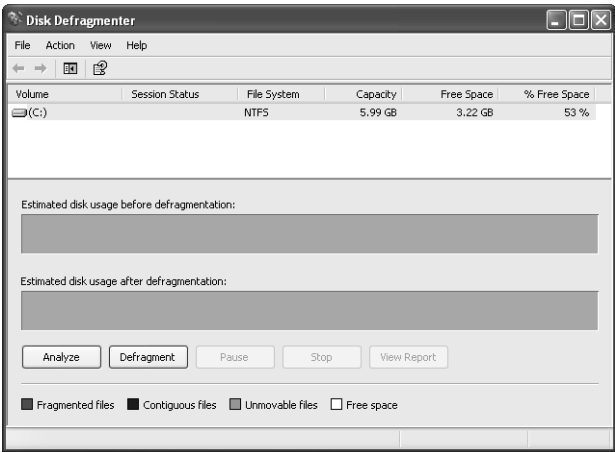 Disk Defragmenter
File Action View Help
Volume Session Status File System Capacity Free Space % Free Space
(C:) NTFS 5.99 GB 3.22 GB 53 %
Estimated disk usage before defragmentation:
Estimated disk usage after defragmentation:
Analyze Defragment Pause Stop View Report
Fragmented files Contiguous files Unmovable files Free space